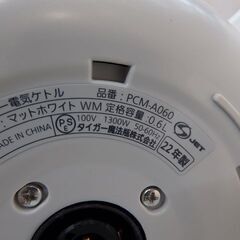 ー電気ケトル 品番：PCM-A060
：マットホワイト WM 定格容量：0.6L
E IN CHINA PSE 100V 1300W 50-60Hz
タイガー魔法瓶株式会社
22年製
S JET